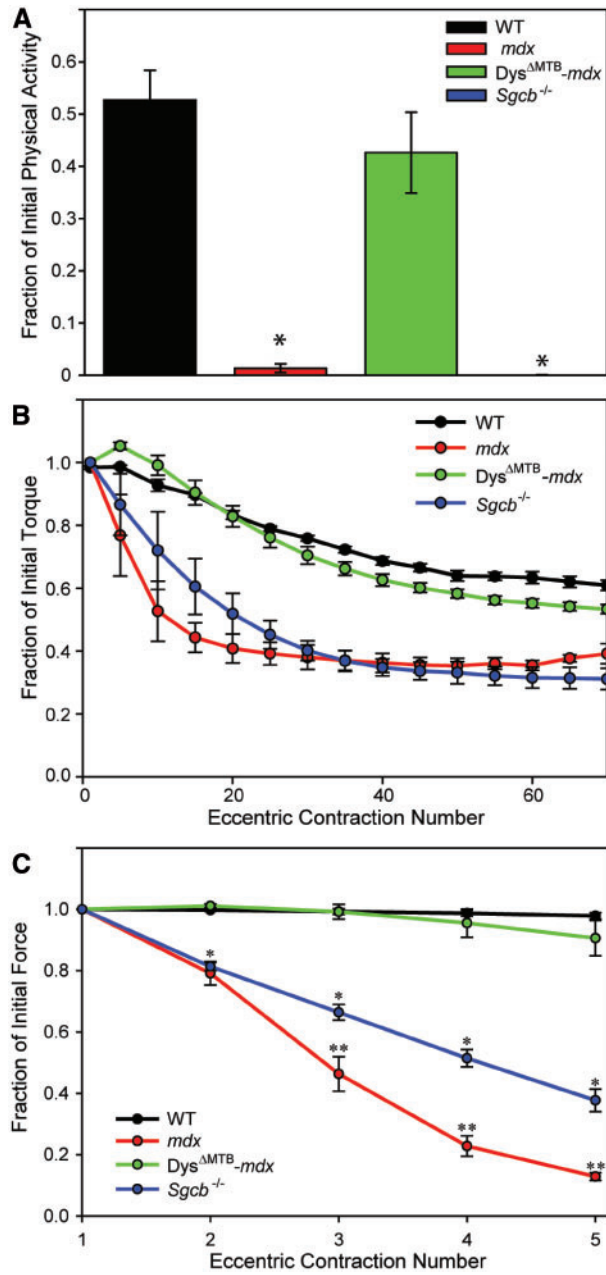 A
WT
mdx
Dys^ΔMTB-mdx
Sgcb^-/-
Fraction of Initial Physical Activity
0.6
0.5
0.4
0.3
0.2
0.1
0
*
*
B
WT
mdx
Dys^ΔMTB-mdx
Sgcb^-/-
Fraction of Initial Torque
1.0
0.8
0.6
0.4
0.2
0.0
0 20 40 60
Eccentric Contraction Number
C
Fraction of Initial Force
1.0
0.8
0.6
0.4
0.2
0.0
* * * *
** ** **
WT
mdx
Dys^ΔMTB-mdx
Sgcb^-/-
1 2 3 4 5
Eccentric Contraction Number